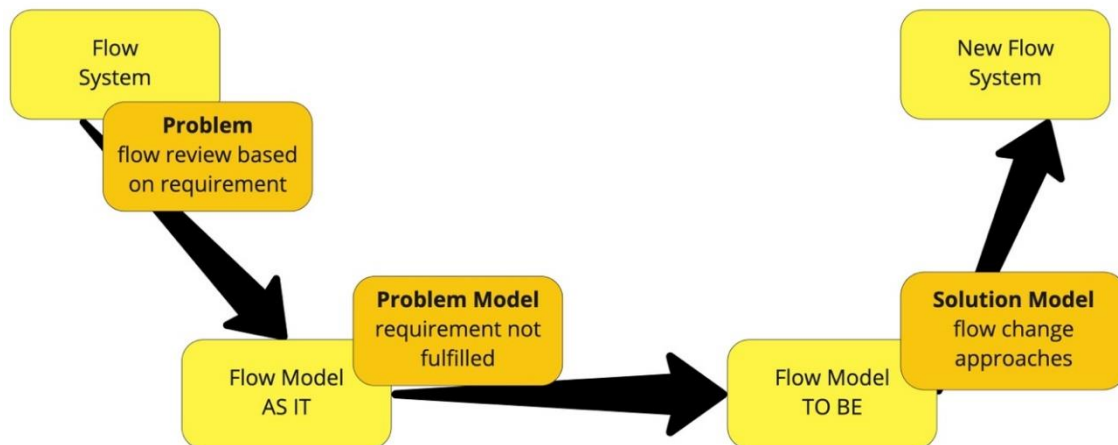 Flow
System
Problem
flow review based
on requirement
Flow Model
AS IT
Problem Model
requirement not
fulfilled
Flow Model
TO BE
Solution Model
flow change
approaches
New Flow
System